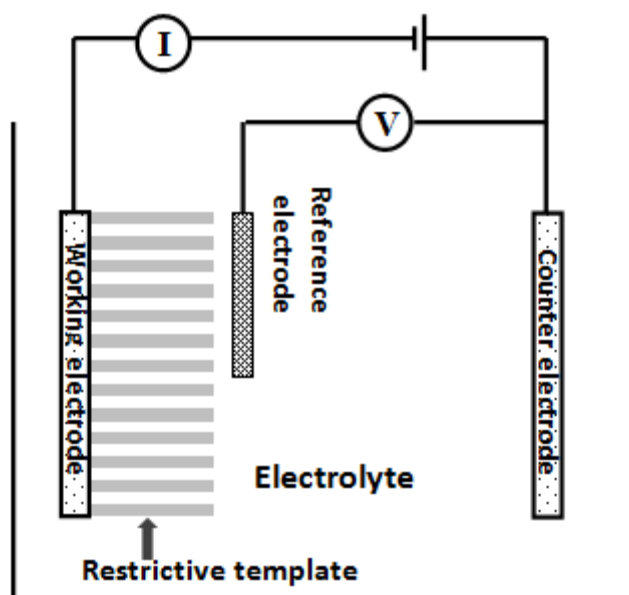 I
V
Reference
electrode
Working electrode
Counter electrode
Electrolyte
Restrictive template